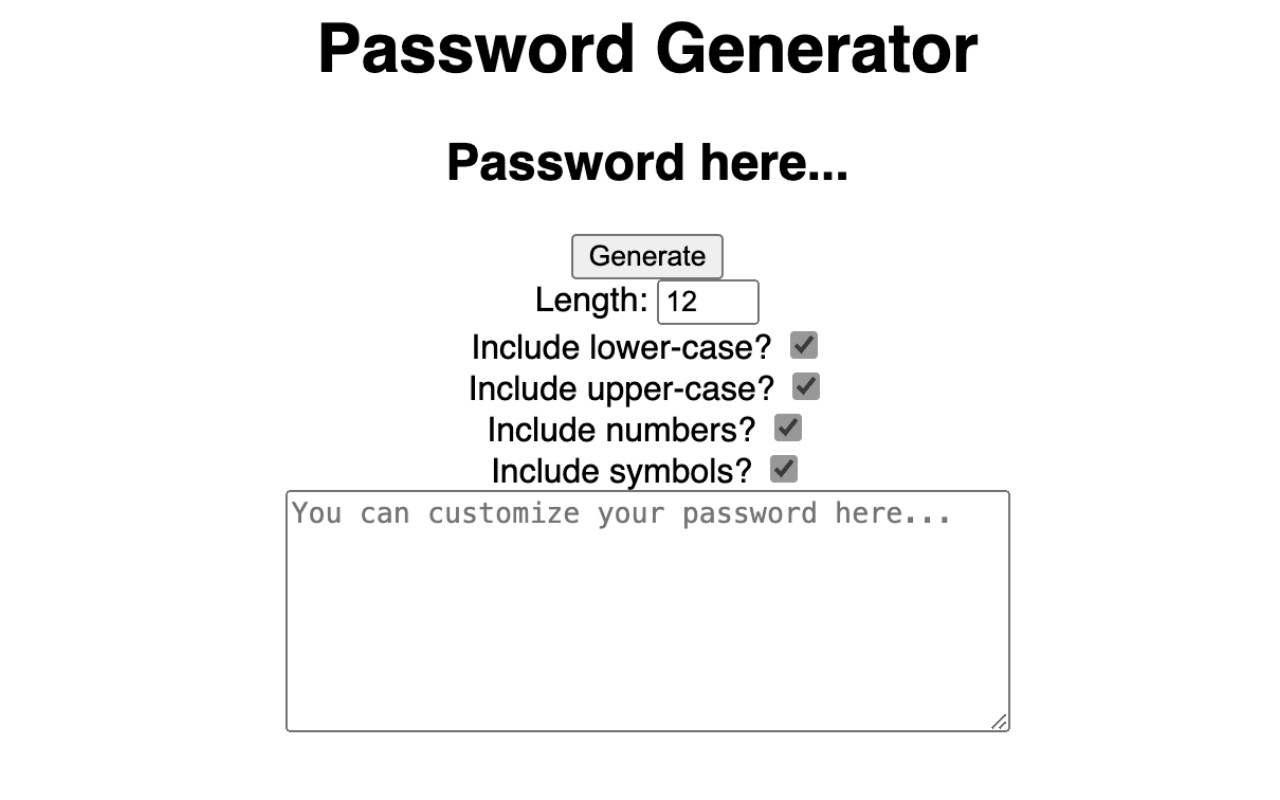 Password Generator
Password here...
Generate
Length: 12
Include lower-case?
Include upper-case?
Include numbers?
Include symbols?
You can customize your password here...